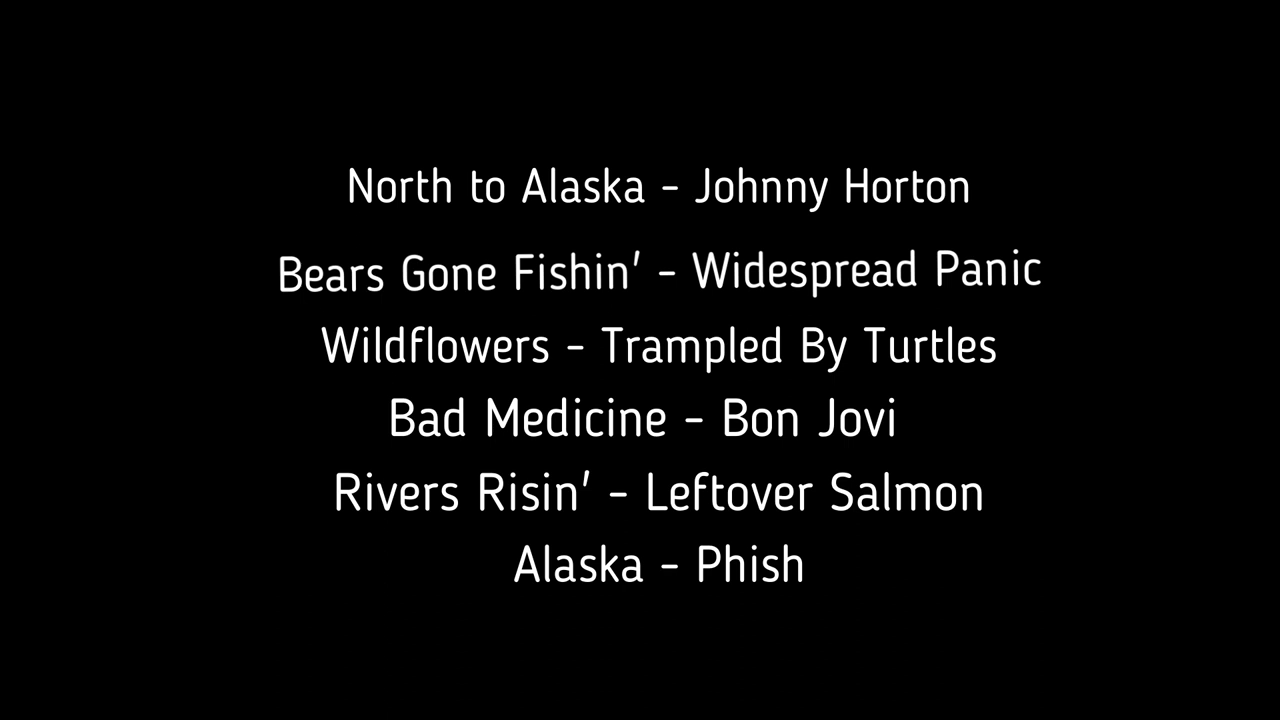 North to Alaska - Johnny Horton
Bears Gone Fishin' - Widespread Panic
Wildflowers - Trampled By Turtles
Bad Medicine - Bon Jovi
Rivers Risin' - Leftover Salmon
Alaska - Phish